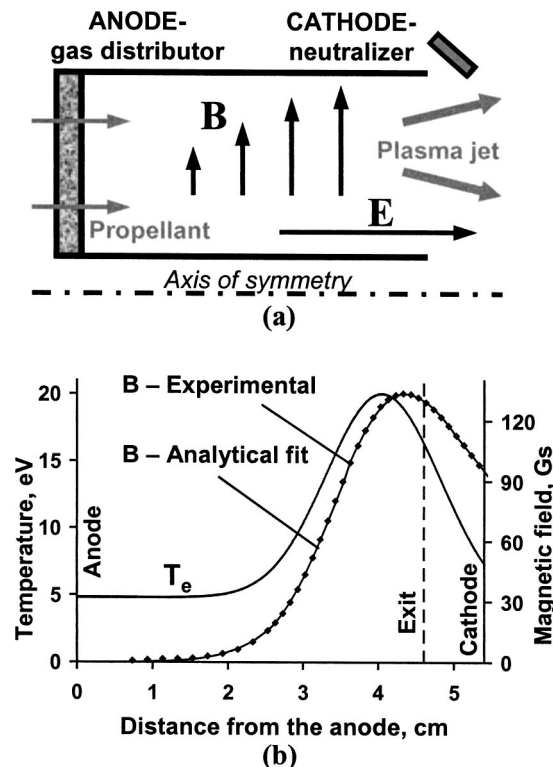 ANODE-
gas distributor
CATHODE-
neutralizer
B
Plasma jet
Propellant
E
Axis of symmetry
(a)
B – Experimental
B – Analytical fit
Temperature, eV
20
15
10
5
0
Anode
Te
Exit
Cathode
120
90
60
30
0
Magnetic field, Gs
0 1 2 3 4 5
Distance from the anode, cm
(b)